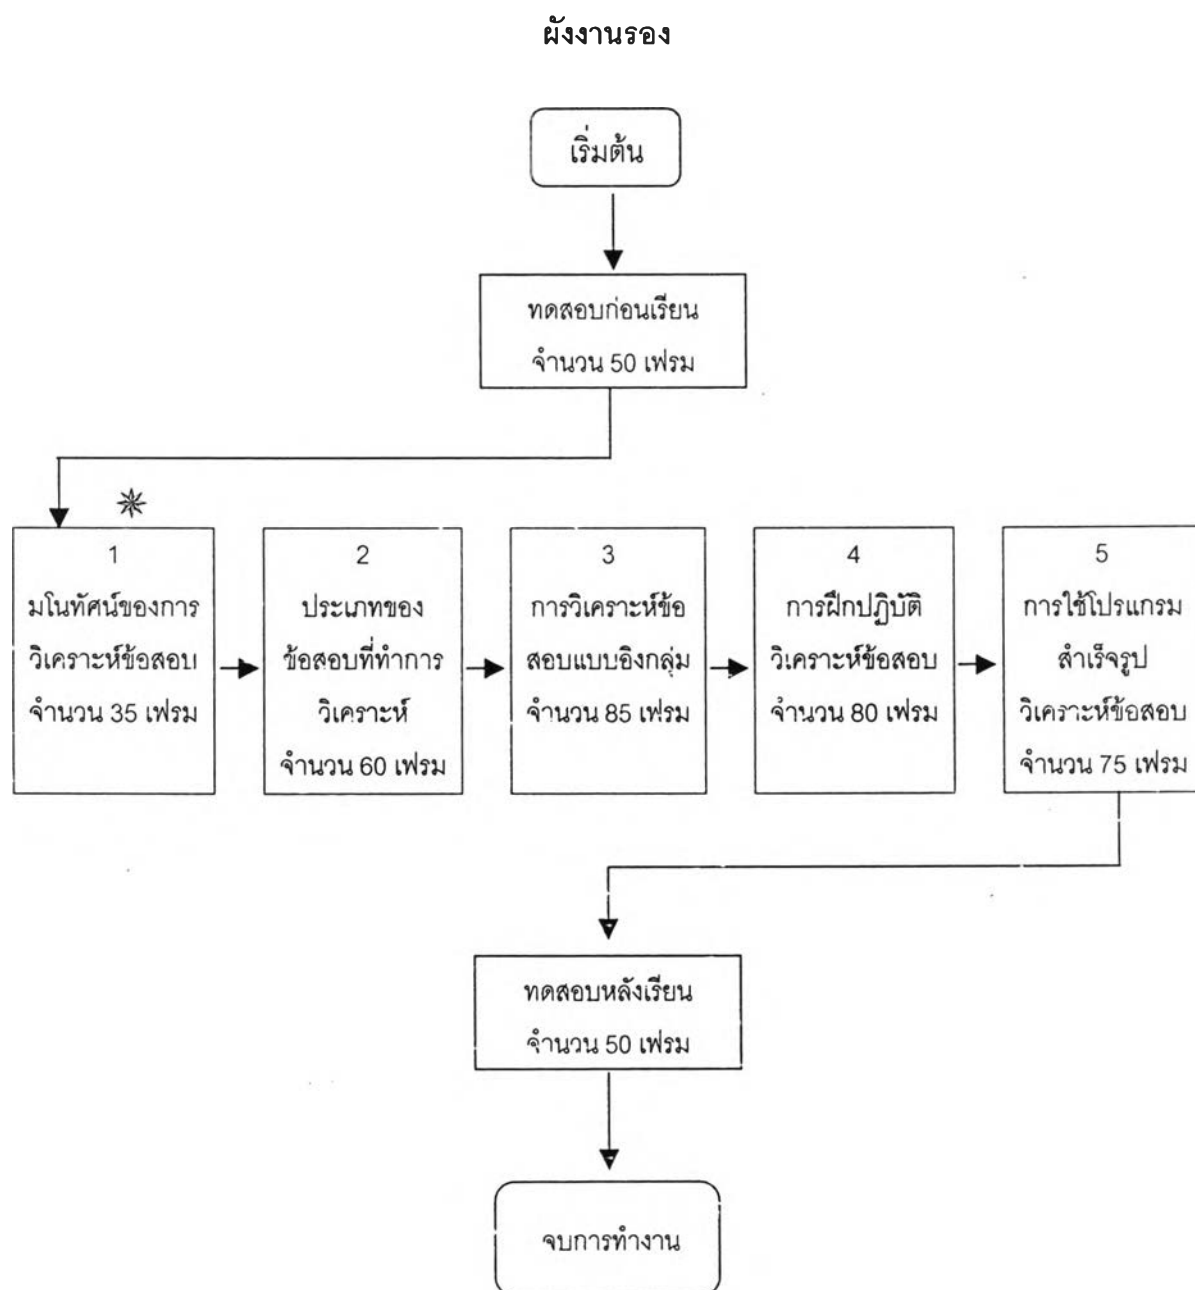 ผังงานรอง
เริ่มต้น
ทดสอบก่อนเรียน
จำนวน 50 เฟรม
1
มโนทัศน์ของการ
วิเคราะห์ข้อสอบ
จำนวน 35 เฟรม
2
ประเภทของ
ข้อสอบที่ทำการ
วิเคราะห์
จำนวน 60 เฟรม
3
การวิเคราะห์ข้อ
สอบแบบอิงกลุ่ม
จำนวน 85 เฟรม
4
การฝึกปฏิบัติ
วิเคราะห์ข้อสอบ
จำนวน 80 เฟรม
5
การใช้โปรแกรม
สำเร็จรูป
วิเคราะห์ข้อสอบ
จำนวน 75 เฟรม
ทดสอบหลังเรียน
จำนวน 50 เฟรม
จบการทำงาน